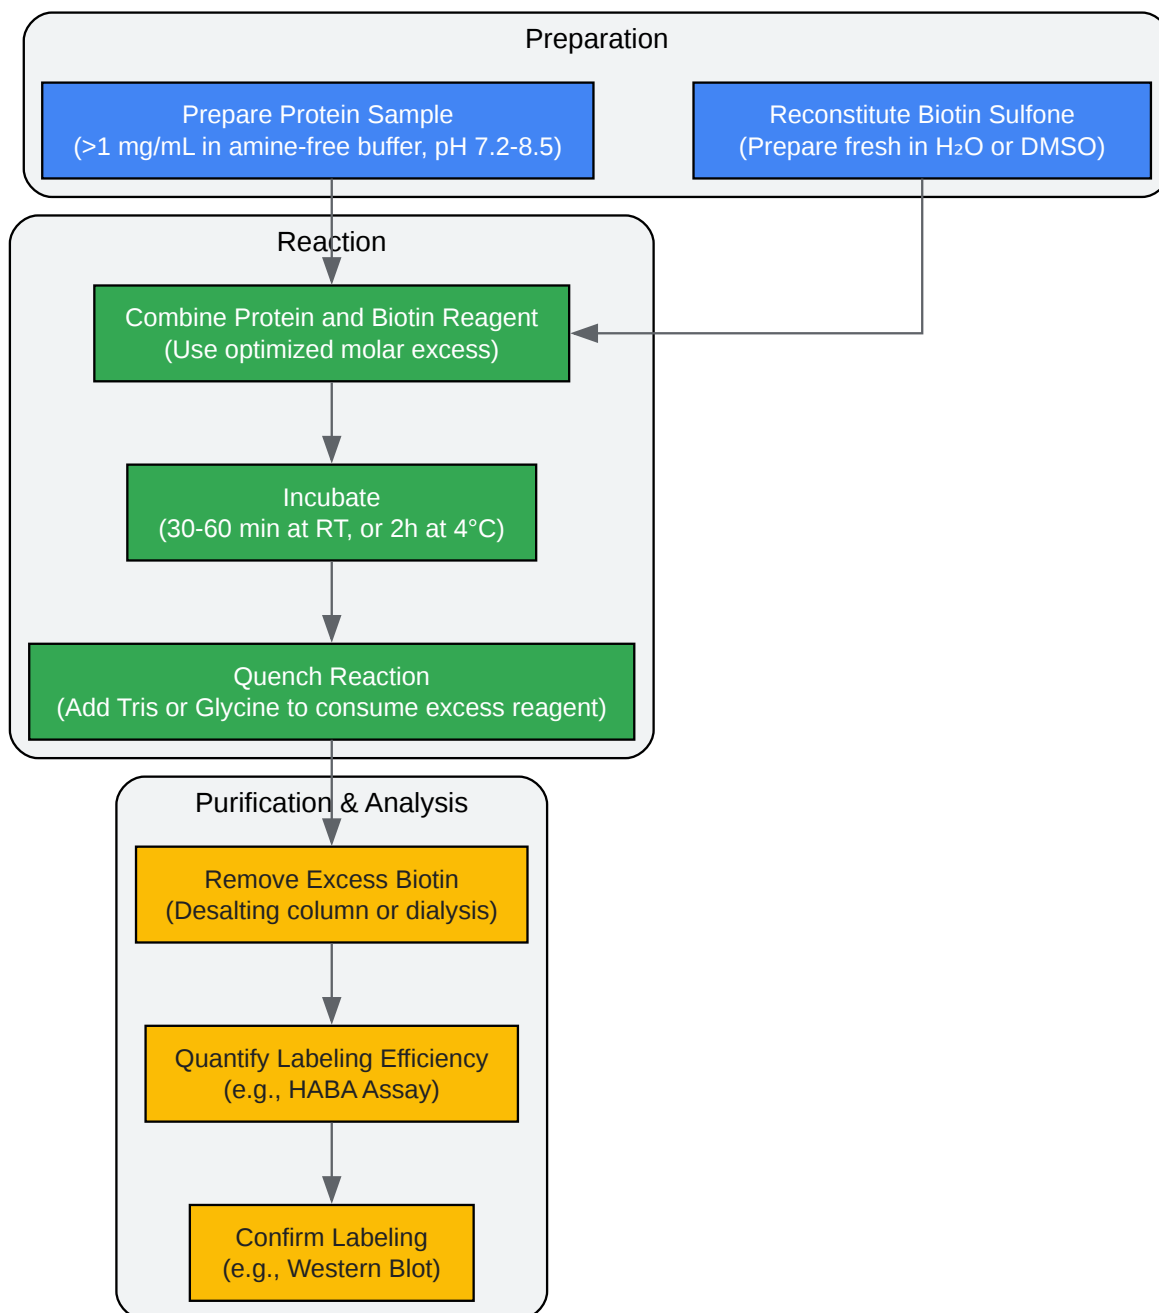 Preparation
Prepare Protein Sample
(>1 mg/mL in amine-free buffer, pH 7.2-8.5)
Reconstitute Biotin Sulfone
(Prepare fresh in H₂O or DMSO)
Reaction
Combine Protein and Biotin Reagent
(Use optimized molar excess)
Incubate
(30-60 min at RT, or 2h at 4°C)
Quench Reaction
(Add Tris or Glycine to consume excess reagent)
Purification & Analysis
Remove Excess Biotin
(Desalting column or dialysis)
Quantify Labeling Efficiency
(e.g., HABA Assay)
Confirm Labeling
(e.g., Western Blot)